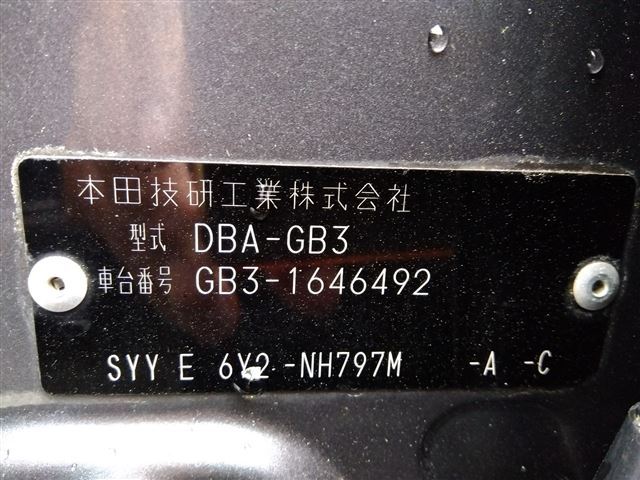 本田技研工業株式会社
型式 DBA-GB3
車台番号 GB3-1646492
SYY E 6Y2 -NH797M -A -C